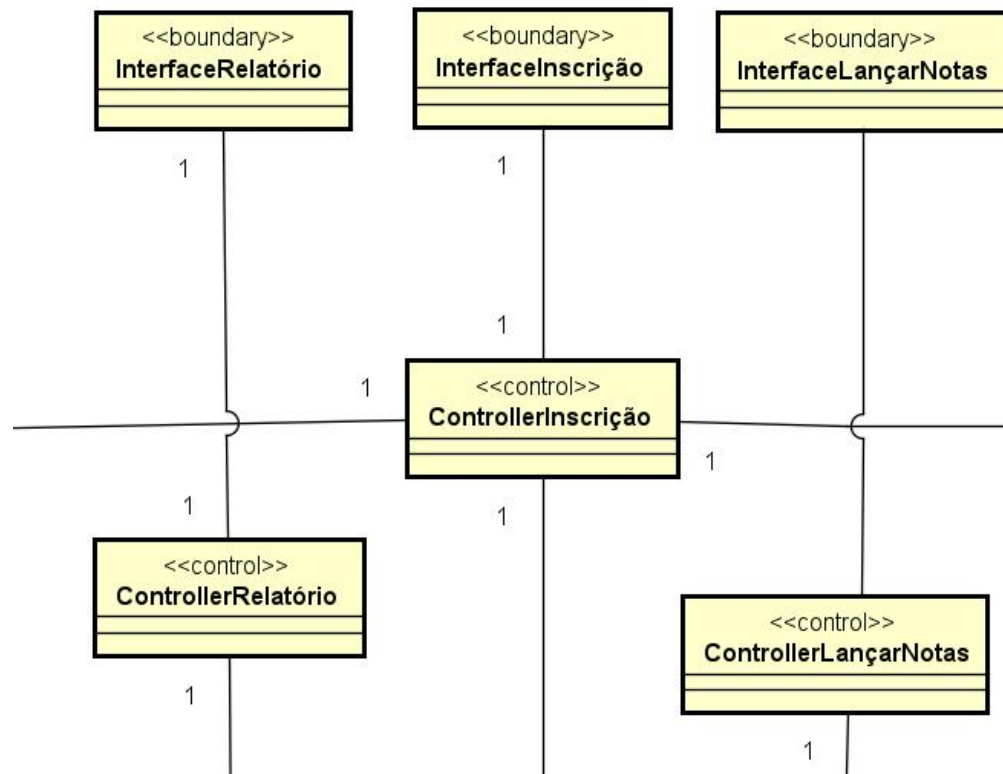 <<boundary>>
InterfaceRelatório
<<boundary>>
InterfaceInscrição
<<boundary>>
InterfaceLançarNotas
1
1
1
1
<<control>>
ControllerInscrição
1
1
1
<<control>>
ControllerRelatório
1
<<control>>
ControllerLançarNotas
1